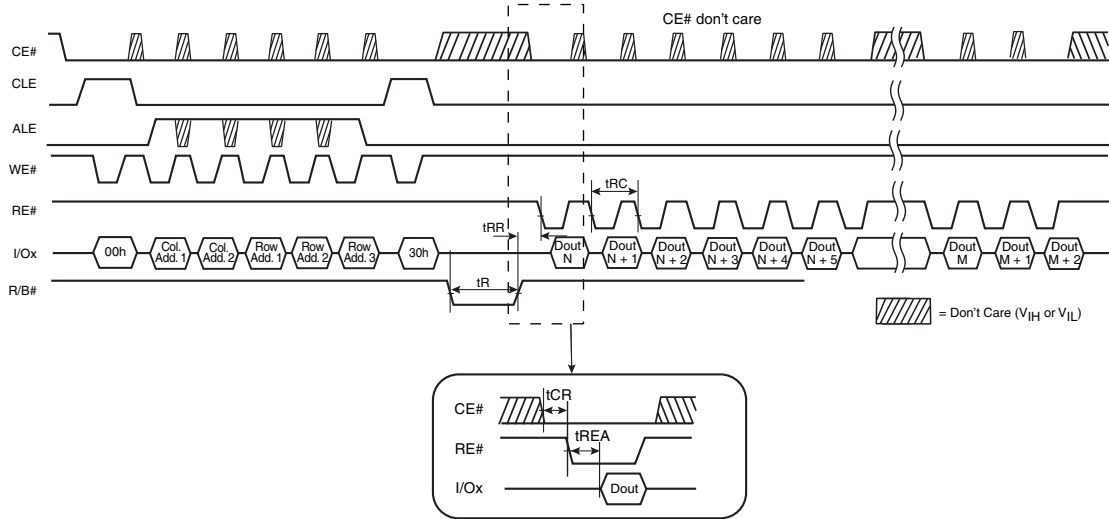 CE# don't care
CE#
CLE
ALE
WE#
tRC
RE#
tRR
I/Ox
00h
Col. Add. 1
Col. Add. 2
Row Add. 1
Row Add. 2
Row Add. 3
30h
Dout N
Dout N + 1
Dout N + 2
Dout N + 3
Dout N + 4
Dout N + 5
Dout M
Dout M + 1
Dout M + 2
tR
R/B#
= Don't Care (VIH or VIL)
tCR
CE#
tREA
RE#
I/Ox
Dout